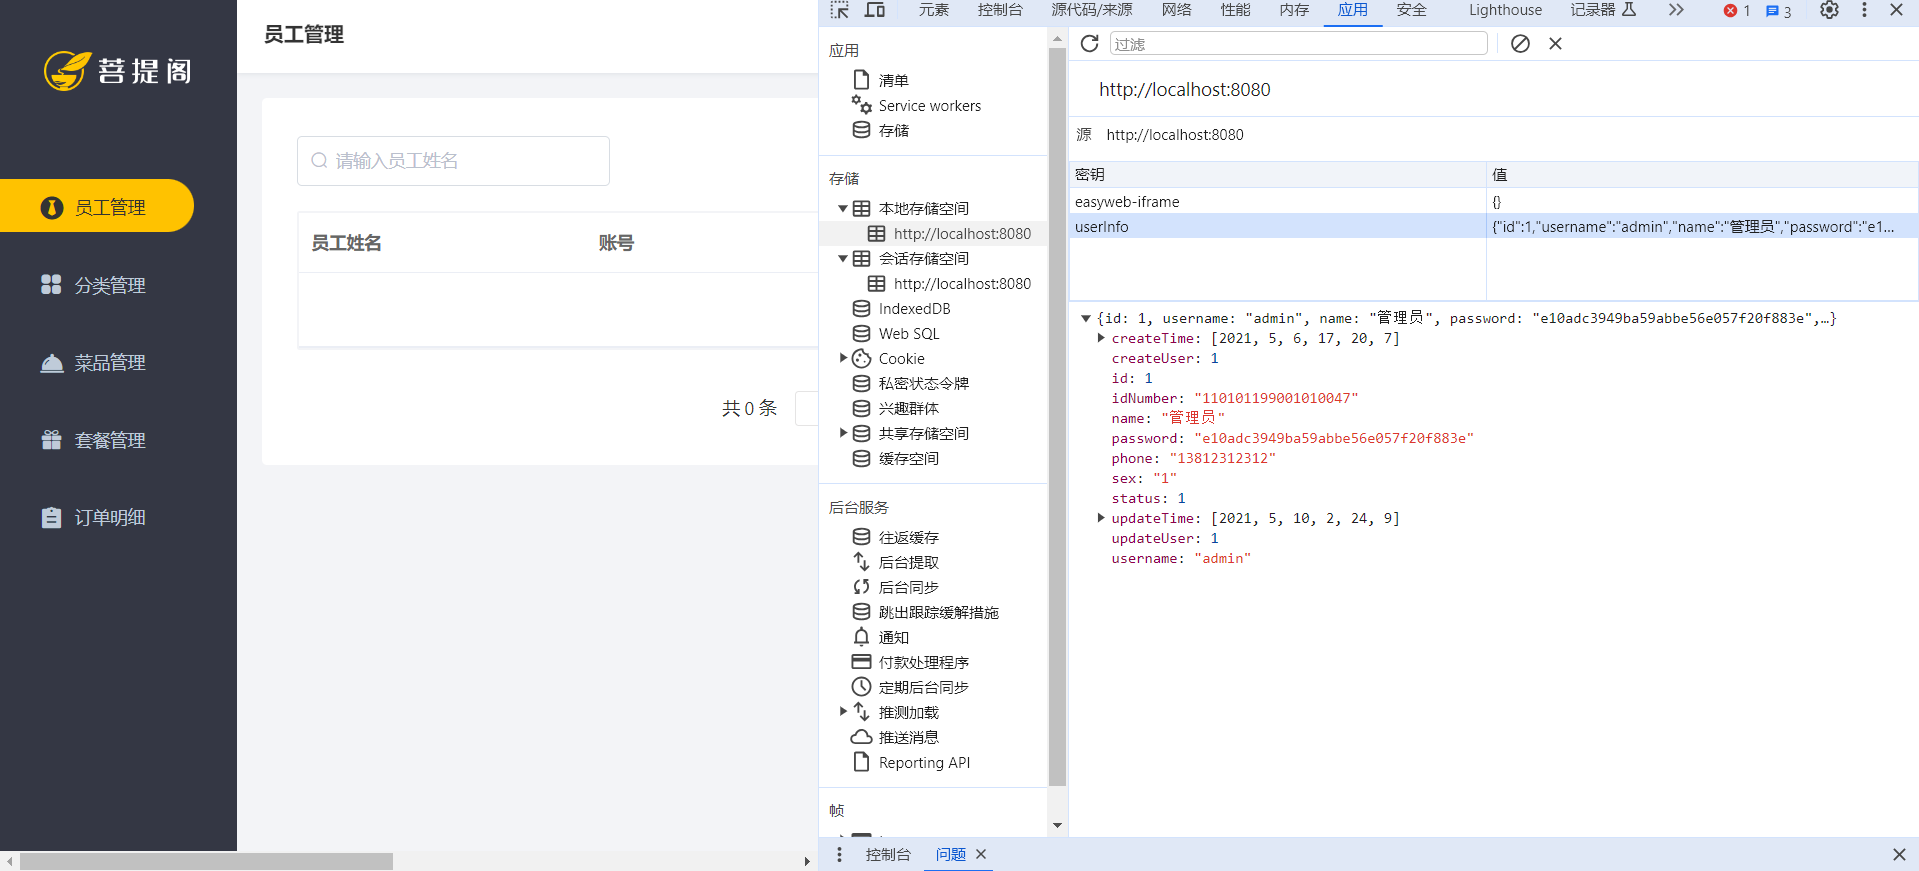 菩提阁
员工管理
分类管理
菜品管理
套餐管理
订单明细
员工管理
请输入员工姓名
员工姓名 账号
共 0 条
元素 控制台 源代码/来源 网络 性能 内存 应用 安全 Lighthouse 记录器 1 3
应用
清单
Service workers
存储
存储
本地存储空间
http://localhost:8080
会话存储空间
http://localhost:8080
IndexedDB
Web SQL
Cookie
私密状态令牌
兴趣群体
共享存储空间
缓存空间
后台服务
往返缓存
后台提取
后台同步
跳出跟踪缓解措施
通知
付款处理程序
定期后台同步
推测加载
推送消息
Reporting API
帧
过滤
http://localhost:8080
源 http://localhost:8080
密钥 值
easyweb-iframe {}
userInfo {"id":1,"username":"admin","name":"管理员","password":"e1...
{id: 1, username: "admin", name: "管理员", password: "e10adc3949ba59abbe56e057f20f883e",…}
createTime: [2021, 5, 6, 17, 20, 7]
createUser: 1
id: 1
idNumber: "110101199001010047"
name: "管理员"
password: "e10adc3949ba59abbe56e057f20f883e"
phone: "13812312312"
sex: "1"
status: 1
updateTime: [2021, 5, 10, 2, 24, 9]
updateUser: 1
username: "admin"
控制台 问题